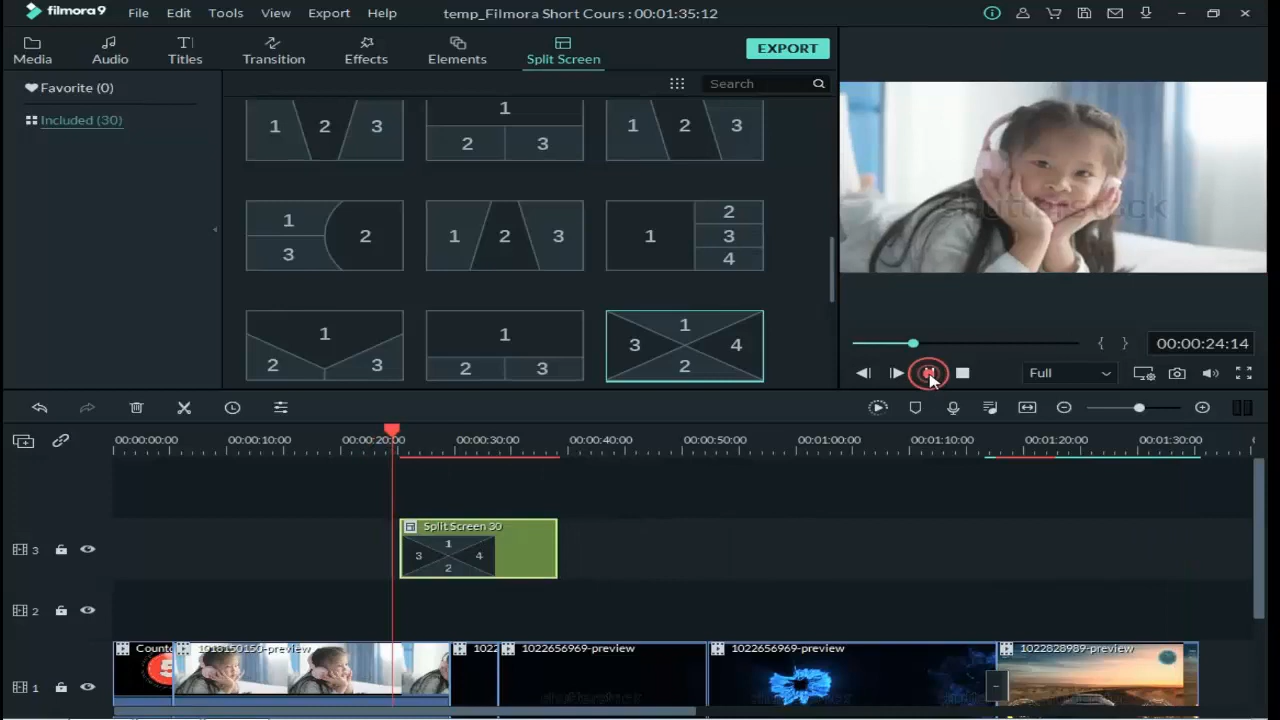 filmora9 File Edit Tools View Export Help temp_Filmora Short Cours : 00:01:35:12
Media Audio Titles Transition Effects Elements Split Screen EXPORT
Favorite (0) Search
Included (30)
1 2 3 1 2 3 1 2 3
1 3 2 1 2 3 1 2 3 4
1 2 3 1 2 3 1 3 4 2
00:00:24:14
Full
00:00:00:00 00:00:10:00 00:00:20:00 00:00:30:00 00:00:40:00 00:00:50:00 00:01:00:00 00:01:10:00 00:01:20:00 00:01:30:00
Split Screen 30
1
3 4
2
3
2
Countd 1018150150-preview 1022 1022656969-preview 1022656969-preview 1022828989-preview
5
1